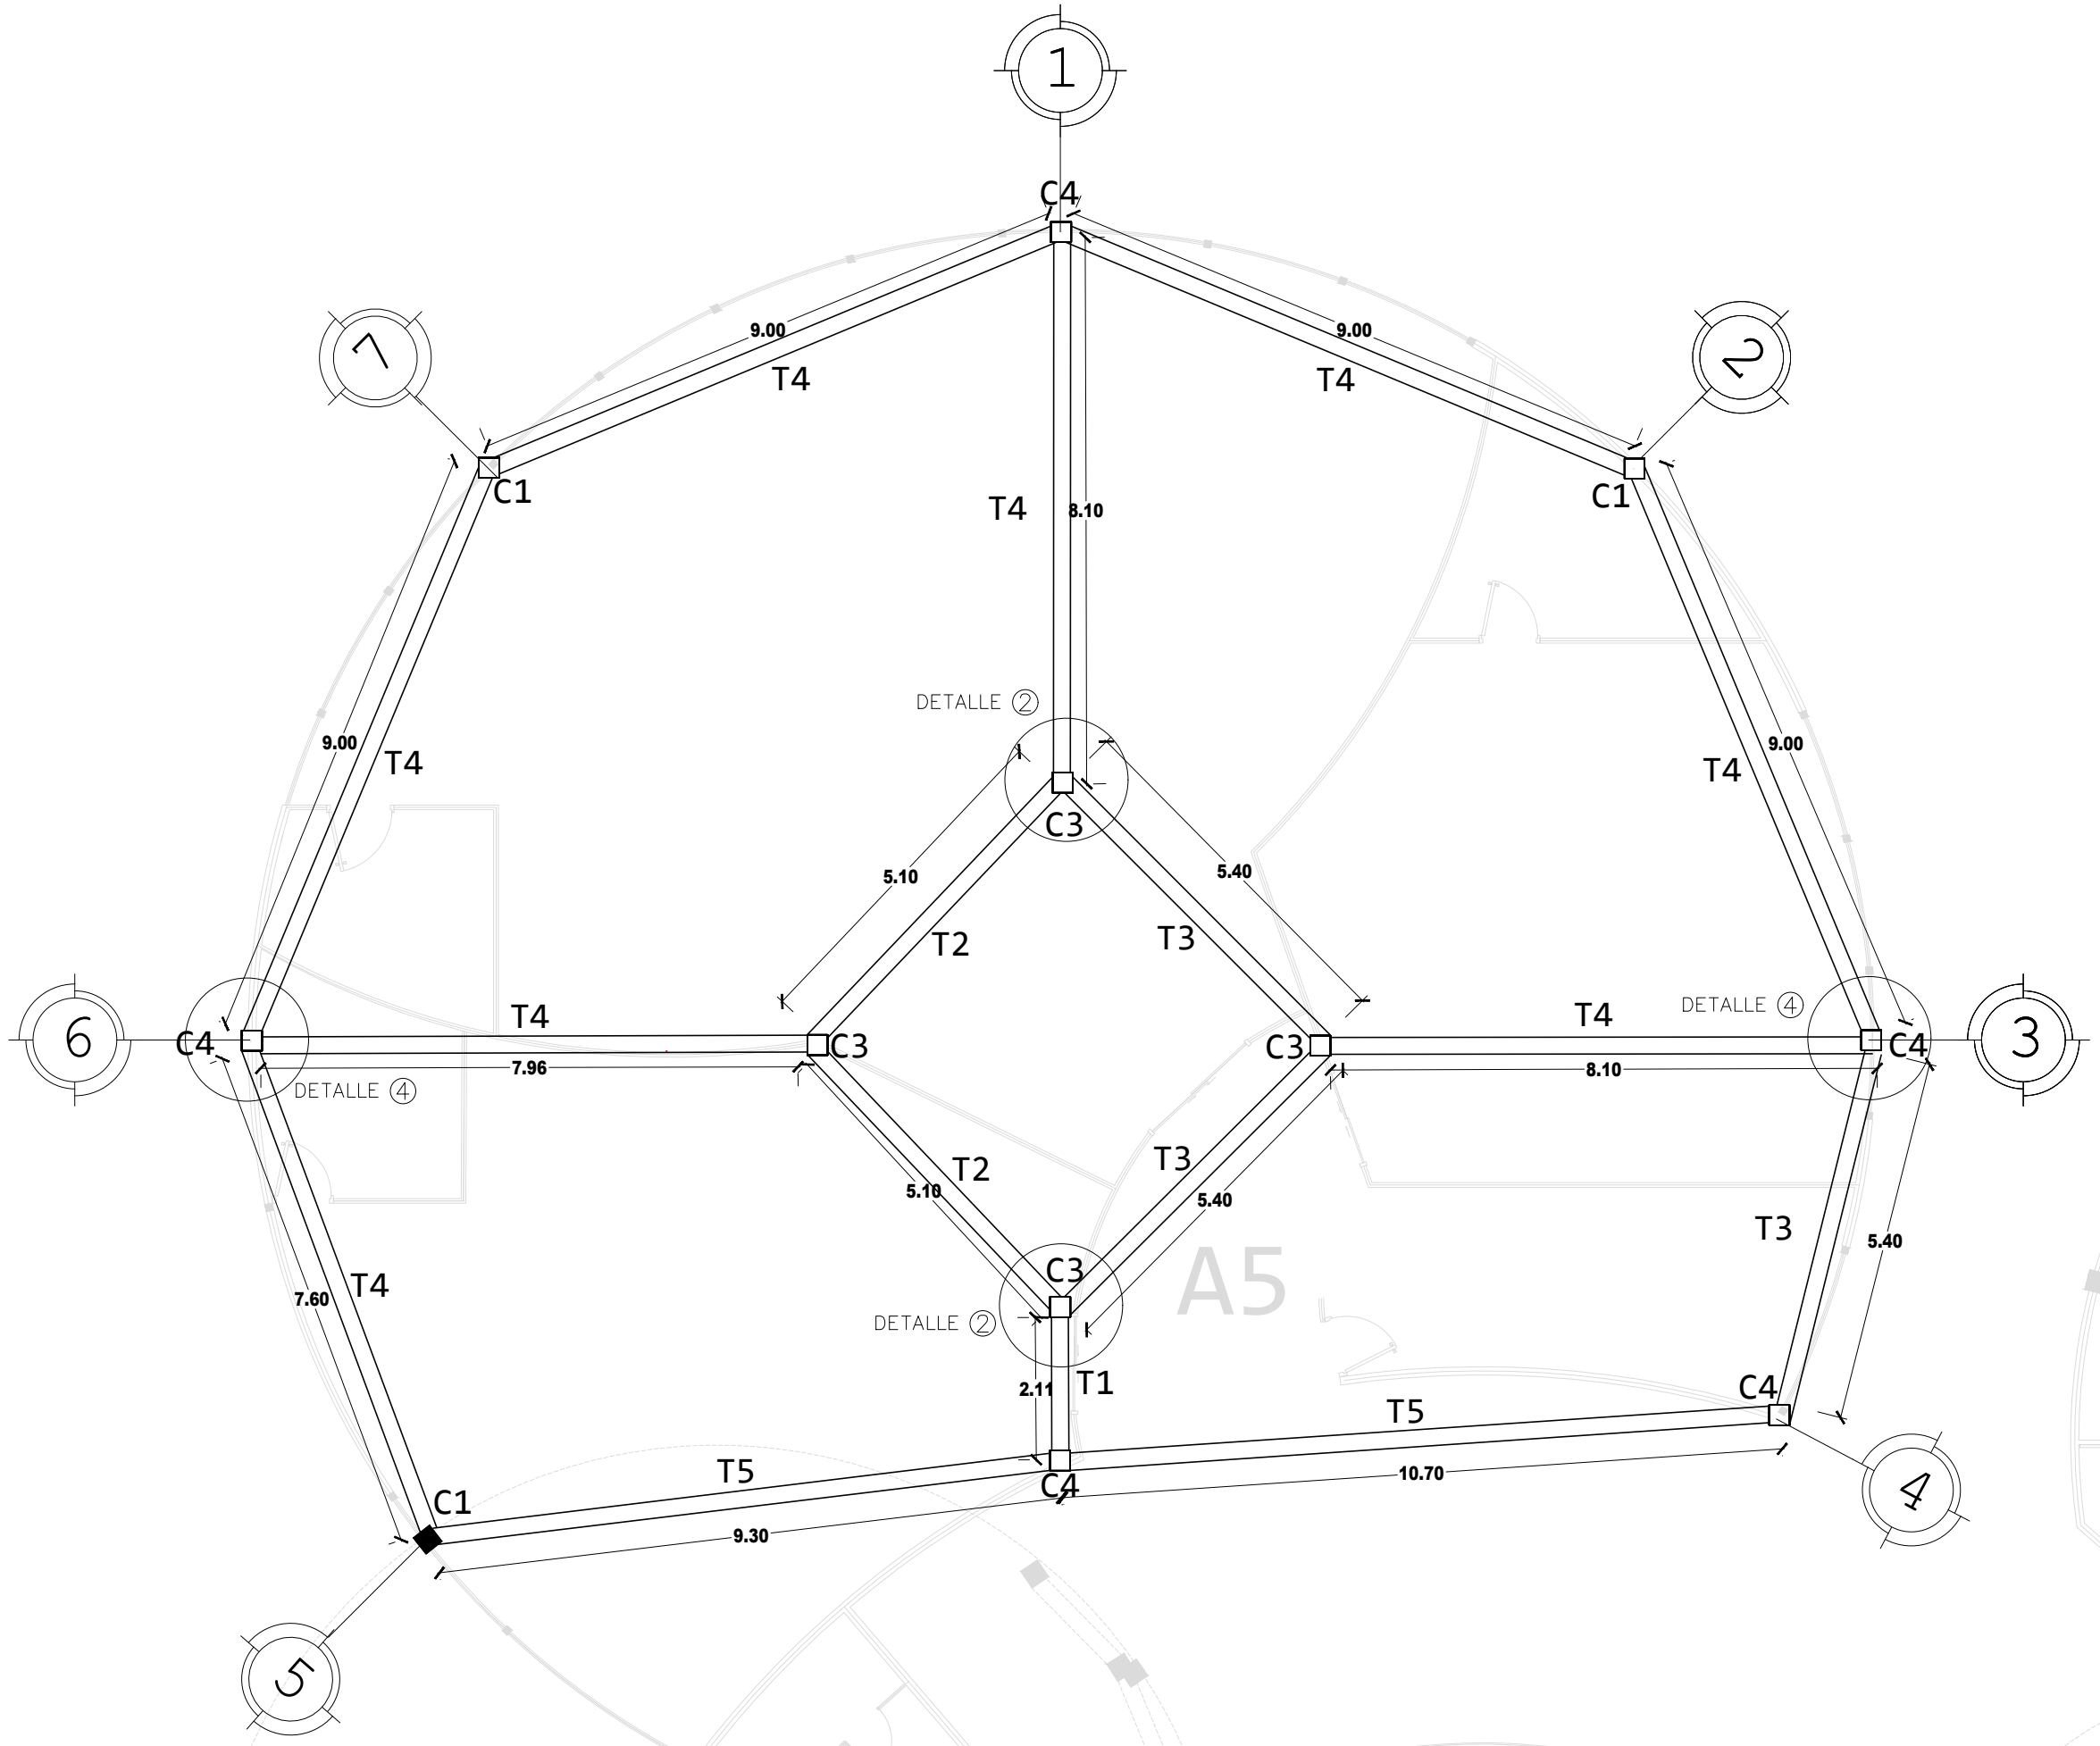 1
C4
7
9.00
9.00
2
T4
T4
C1
C1
T4
8.10
DETALLE 2
9.00
9.00
T4
T4
C3
5.10
5.40
T2
T3
DETALLE 4
6
C4
T4
C3
C3
T4
C4
3
7.96
8.10
DETALLE 4
T2
T3
5.10
5.40
T3
5.40
C3
A5
T4
7.60
DETALLE 2
2.11
T1
C4
T5
T5
C4
10.70
C1
9.30
4
5